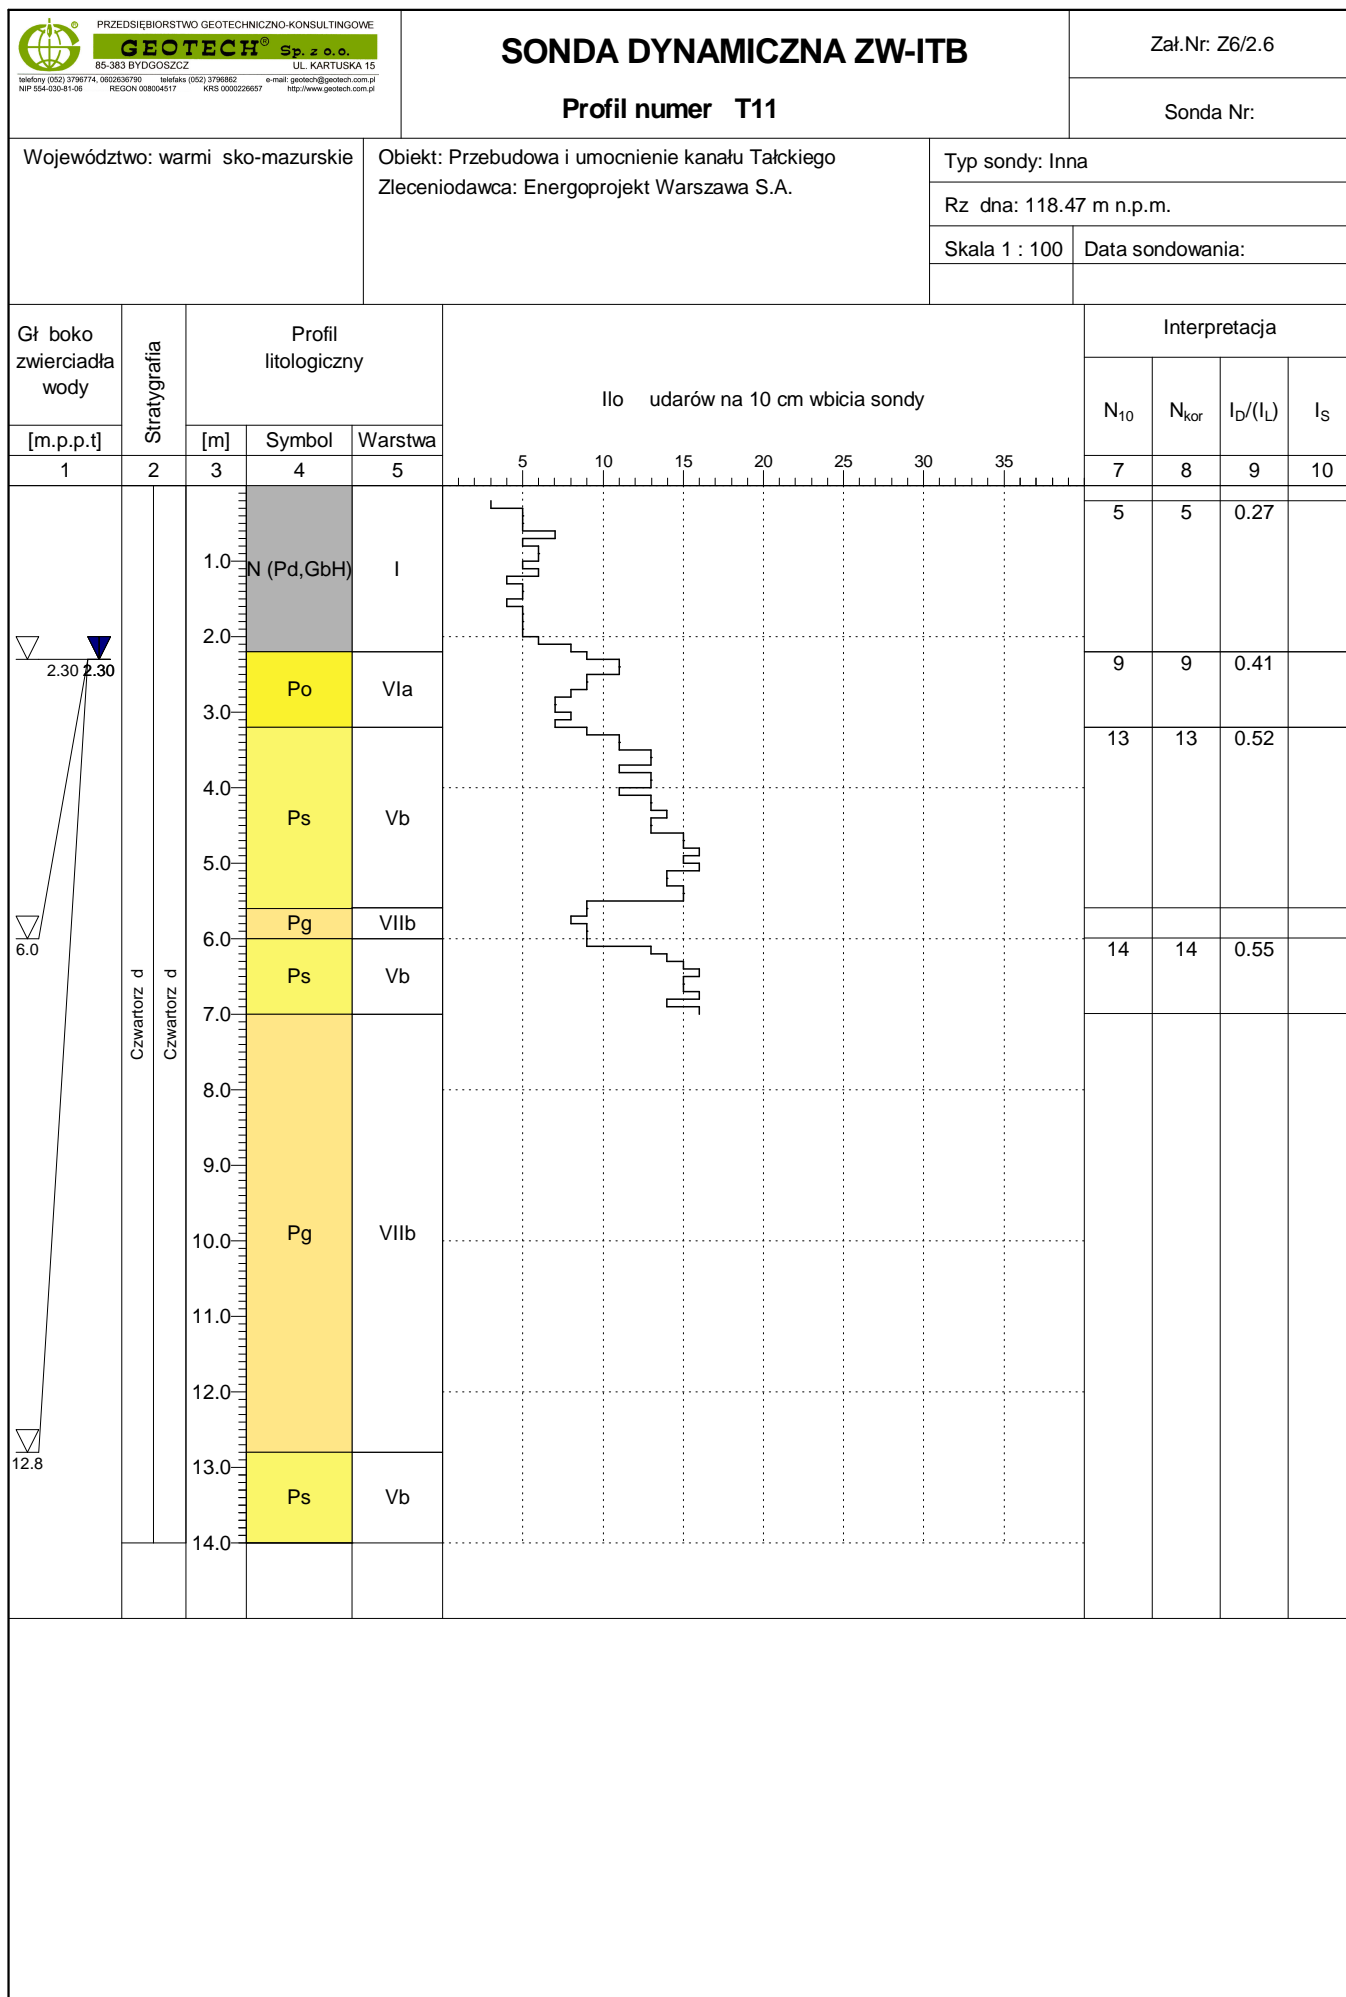 PRZEDSIĘBIORSTWO GEOTECHNICZNO-KONSULTINGOWE
GEOTECH® Sp. z o.o.
85-383 BYDGOSZCZ UL. KARTUSKA 15
telefony (052) 3796774, 0602636790 telefaks (052) 3796862 e-mail: geotech@geotech.com.pl
NIP 554-030-81-06 REGON 008004517 KRS 0000226657 http://www.geotech.com.pl
SONDA DYNAMICZNA ZW-ITB
Profil numer T11
Zał.Nr: Z6/2.6
Sonda Nr:
Województwo: warmi sko-mazurskie
Obiekt: Przebudowa i umocnienie kanału Tałckiego
Zleceniodawca: Energoprojekt Warszawa S.A.
Typ sondy: Inna
Rz dna: 118.47 m n.p.m.
Skala 1 : 100
Data sondowania:
Gł boko
zwierciadła
wody
[m.p.p.t]
Stratygrafia
Profil
litologiczny
[m] Symbol Warstwa
Ilo udarów na 10 cm wbicia sondy
Interpretacja
N10 Nkor ID/(IL) IS
1 2 3 4 5
5 10 15 20 25 30 35
7 8 9 10
5 5 0.27
1.0
N (Pd,GbH) I
2.0
2.30 2.30
9 9 0.41
Po VIa
3.0
13 13 0.52
4.0
Ps Vb
5.0
Pg VIIb
6.0
6.0
14 14 0.55
Ps Vb
7.0
Czwartorz d
Czwartorz d
8.0
9.0
Pg VIIb
10.0
11.0
12.0
12.8
13.0
Ps Vb
14.0